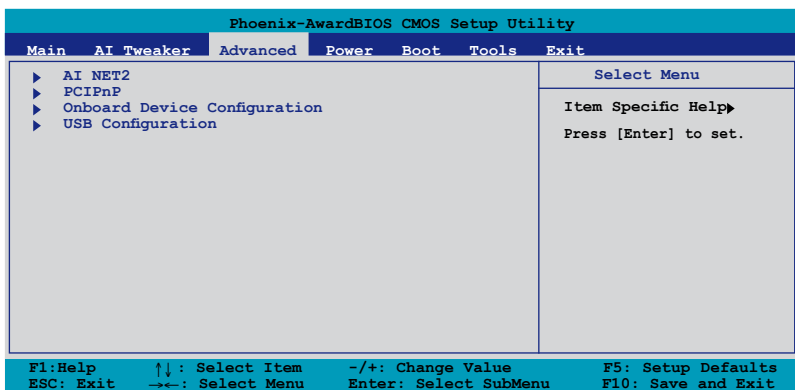 Phoenix-AwardBIOS CMOS Setup Utility
Main AI Tweaker Advanced Power Boot Tools Exit
AI NET2
PCIPnP
Onboard Device Configuration
USB Configuration
Select Menu
Item Specific Help
Press [Enter] to set.
F1:Help ↑↓ : Select Item -/+: Change Value F5: Setup Defaults
ESC: Exit →←: Select Menu Enter: Select SubMenu F10: Save and Exit